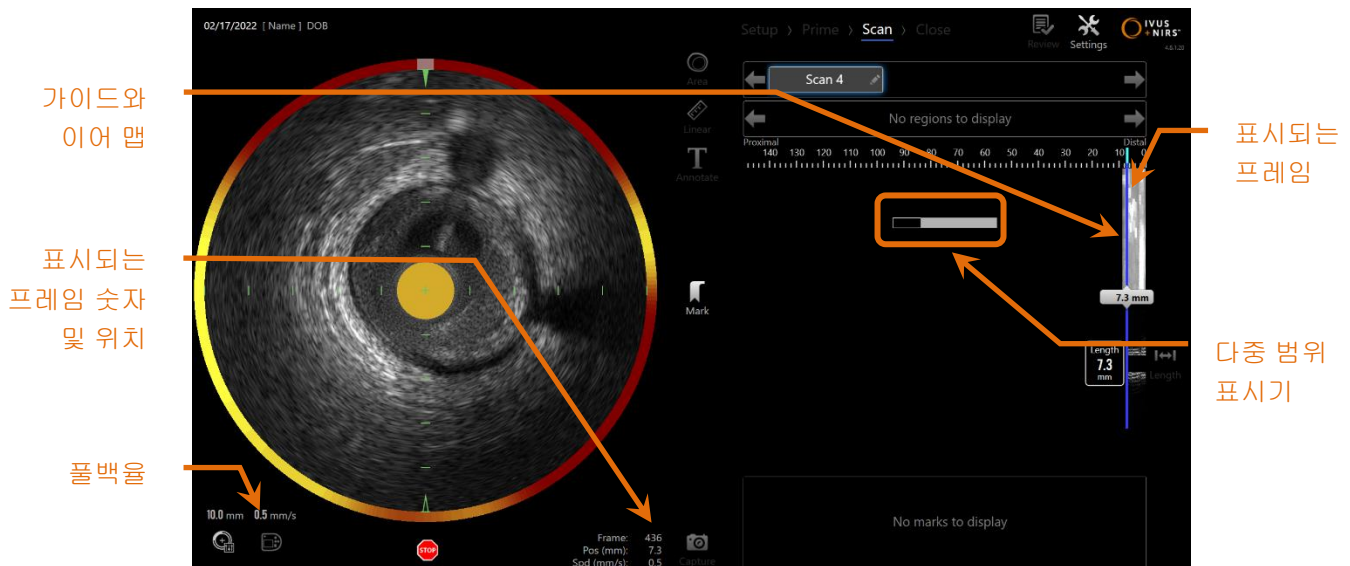 02/17/2022 [ Name ] DOB
Setup > Prime > Scan > Close
Review
Settings
IVUS
+NIRS
4.8.1.20
가이드와
이어 맵
Area
Linear
Annotate
Scan 4
No regions to display
Proximal
Distal
140 130 120 110 100 90 80 70 60 50 40 30 20 10 0
표시되는
프레임
표시되는
프레임 숫자
및 위치
Mark
7.3 mm
Length
7.3
mm
Length
다중 범위
표시기
풀백율
10.0 mm 0.5 mm/s
STOP
Frame: 436
Pos (mm): 7.3
Spd (mm/s): 0.5
Capture
No marks to display